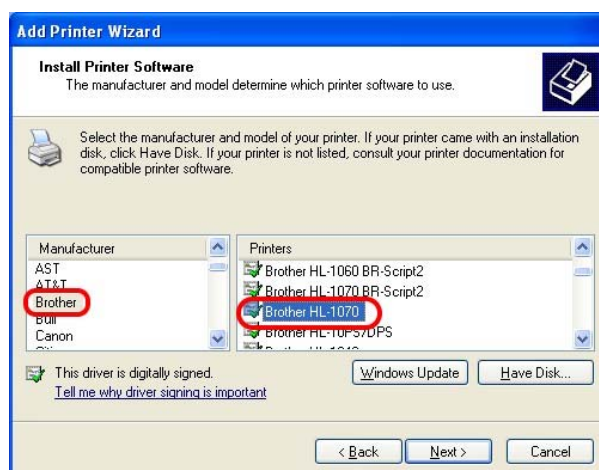 Add Printer Wizard
Install Printer Software
The manufacturer and model determine which printer software to use.
Select the manufacturer and model of your printer. If your printer came with an installation
disk, click Have Disk. If your printer is not listed, consult your printer documentation for
compatible printer software.
Manufacturer
AST
AT&T
Brother
Bull
Canon
Printers
Brother HL-1060 BR-Script2
Brother HL-1070 BR-Script2
Brother HL-1070
Brother HL-10PS7DPS
This driver is digitally signed.
Tell me why driver signing is important
Windows Update
Have Disk...
< Back
Next >
Cancel